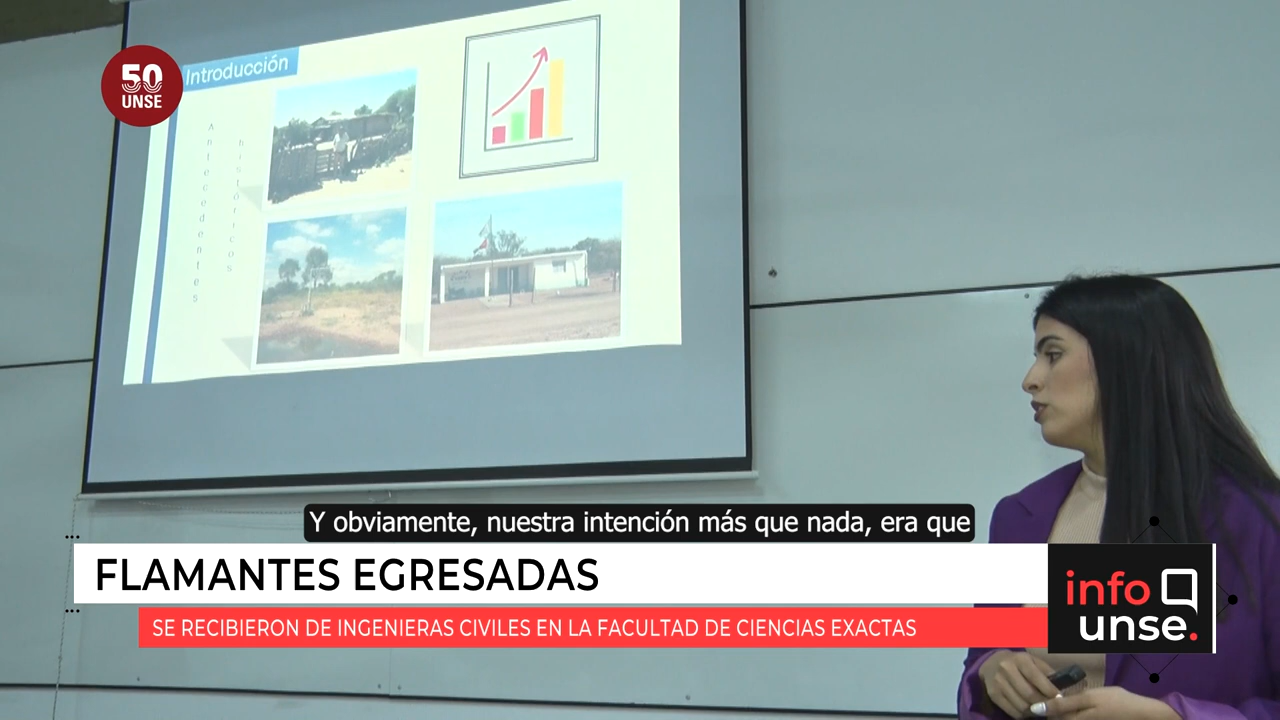 50
UNSE
Introducción
Antecedentes
históricos
Y obviamente, nuestra intención más que nada, era que
FLAMANTES EGRESADAS
SE RECIBIERON DE INGENIERAS CIVILES EN LA FACULTAD DE CIENCIAS EXACTAS
info
unse.